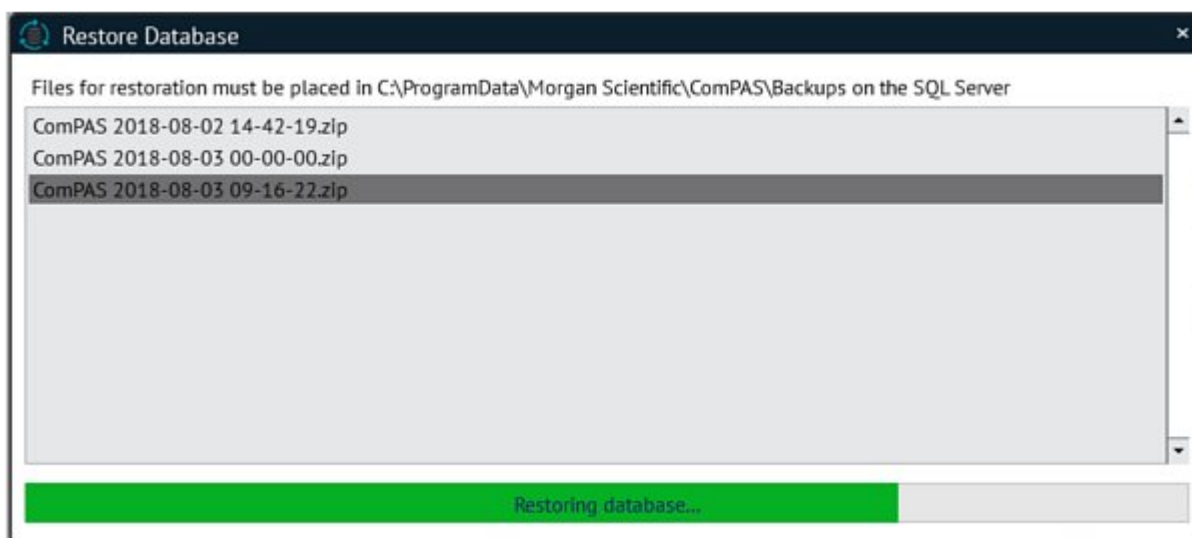 Restore Database
Files for restoration must be placed in C:\ProgramData\Morgan Scientific\ComPAS\Backups on the SQL Server
ComPAS 2018-08-02 14-42-19.zip
ComPAS 2018-08-03 00-00-00.zip
ComPAS 2018-08-03 09-16-22.zip
Restoring database...